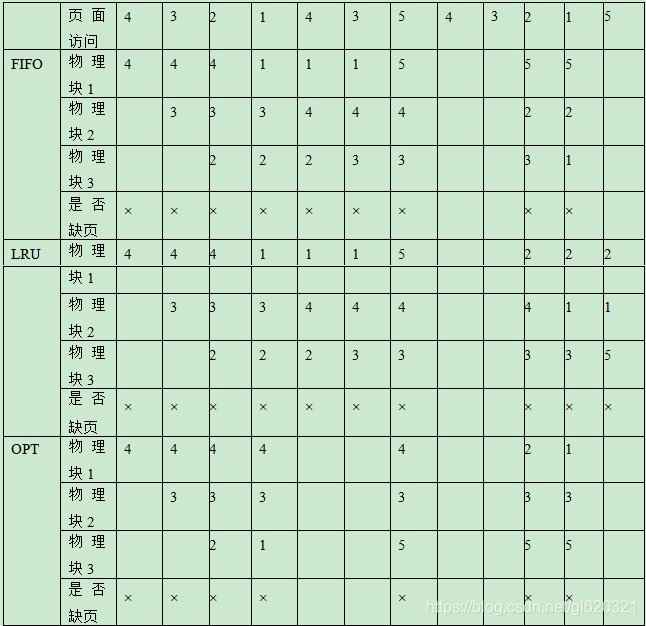 页面 4 3 2 1 4 3 5 4 3 2 1 5
访问
FIFO 物理 4 4 4 1 1 1 5 5 5
块1
物理 3 3 3 4 4 4 2 2
块2
物理 2 2 2 3 3 3 1
块3
是否 × × × × × × × × ×
缺页
LRU 物理 4 4 4 1 1 1 5 2 2 2
块1
物理 3 3 3 4 4 4 4 1 1
块2
物理 2 2 2 3 3 3 3 5
块3
是否 × × × × × × × × × ×
缺页
OPT 物理 4 4 4 4 4 2 1
块1
物理 3 3 3 3 3 3
块2
物理 2 1 5 5 5
块3
是否 × × × × × × ×
缺页
https://blog.csdn.net/gl620321